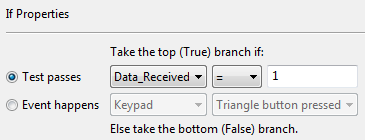 If Properties
Take the top (True) branch if:
Test passes Data_Received = 1
Event happens Keypad Triangle button pressed
Else take the bottom (False) branch.